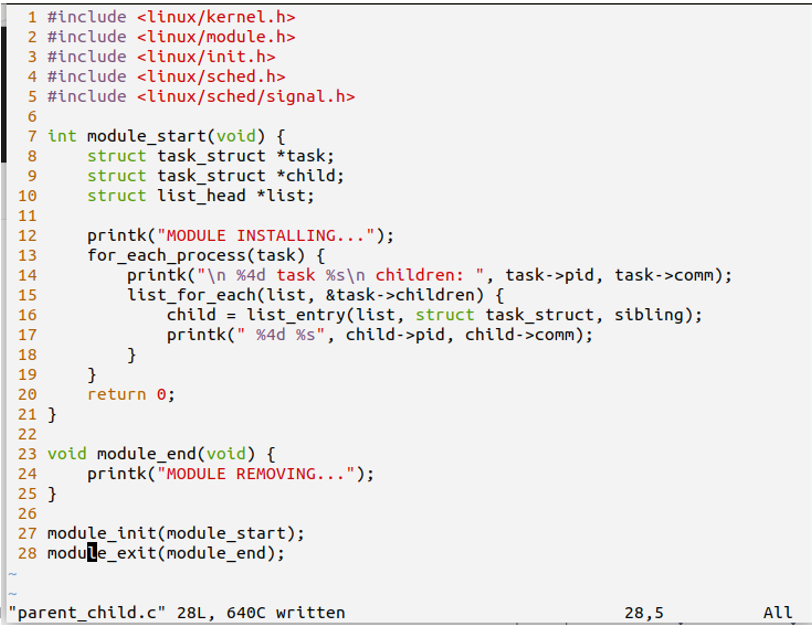 1 #include <linux/kernel.h>
2 #include <linux/module.h>
3 #include <linux/init.h>
4 #include <linux/sched.h>
5 #include <linux/sched/signal.h>
6
7 int module_start(void) {
8     struct task_struct *task;
9     struct task_struct *child;
10     struct list_head *list;
11
12     printk("MODULE INSTALLING...");
13     for_each_process(task) {
14         printk("\n %4d task %s\n children: ", task->pid, task->comm);
15         list_for_each(list, &task->children) {
16             child = list_entry(list, struct task_struct, sibling);
17             printk(" %4d %s", child->pid, child->comm);
18         }
19     }
20     return 0;
21 }
22
23 void module_end(void) {
24     printk("MODULE REMOVING...");
25 }
26
27 module_init(module_start);
28 module_exit(module_end);
~
~
"parent_child.c" 28L, 640C written 28,5 All